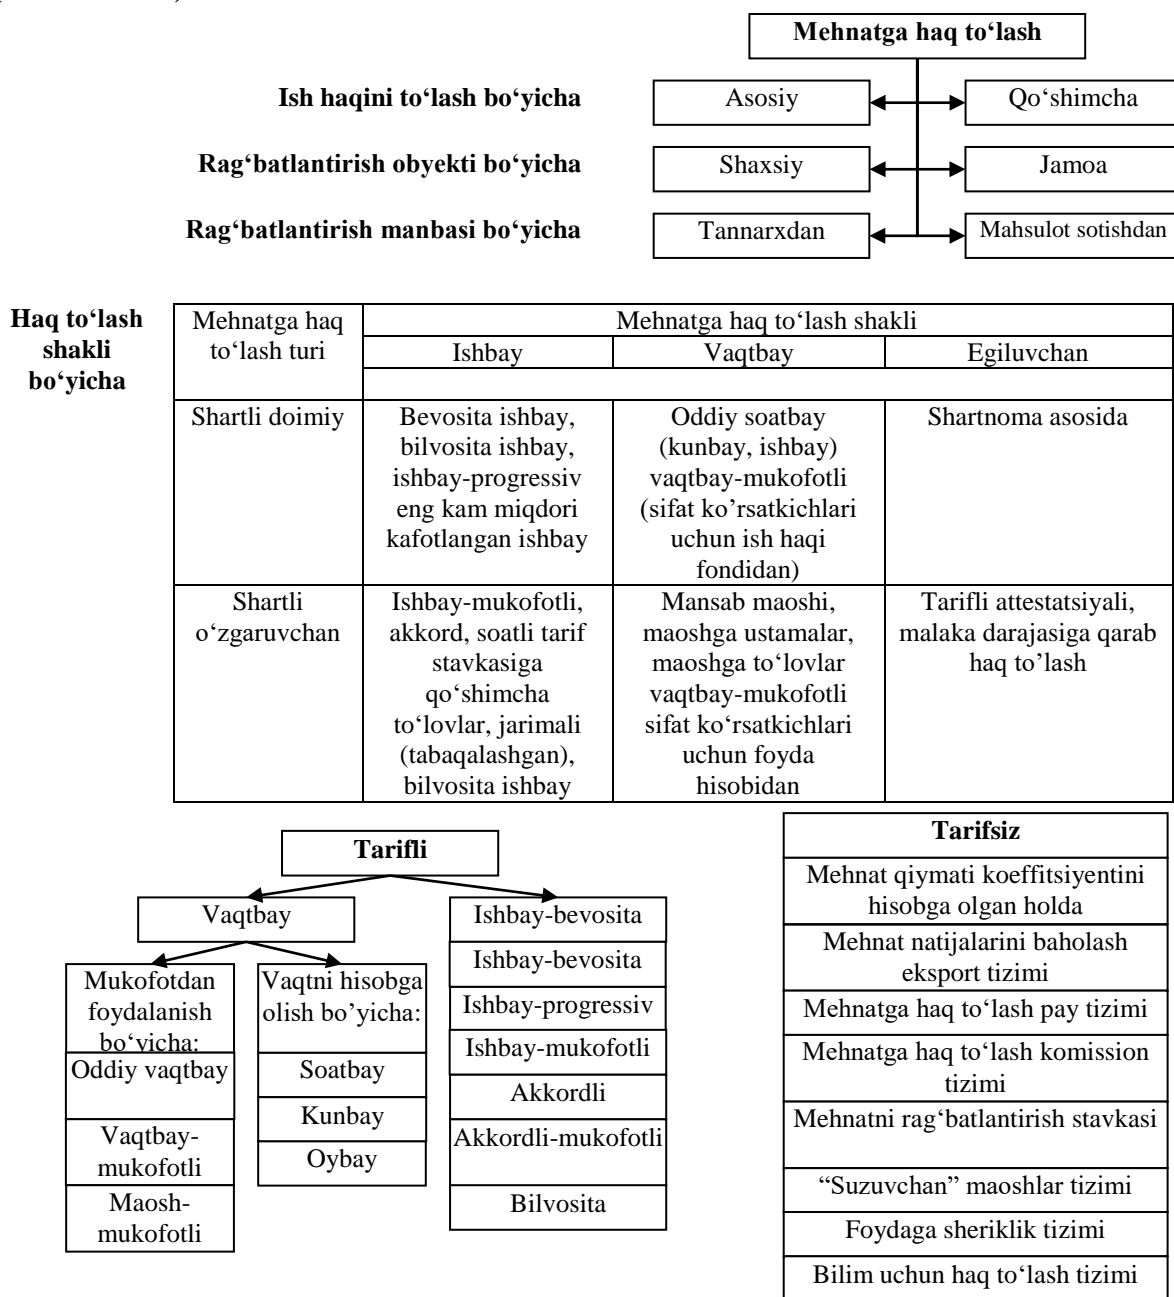 Mehnatga haq to‘lash
Ish haqini to‘lash bo‘yicha
Asosiy
Qo‘shimcha
Rag‘batlantirish obyekti bo‘yicha
Shaxsiy
Jamoa
Rag‘batlantirish manbasi bo‘yicha
Tannarxdan
Mahsulot sotishdan
Haq to‘lash
shakli
bo‘yicha
Mehnatga haq
to‘lash turi
Mehnatga haq to‘lash shakli
Ishbay
Vaqtbay
Egiluvchan
Shartli doimiy
Bevosita ishbay,
bilvosita ishbay,
ishbay-progressiv
eng kam miqdori
kafotlangan ishbay
Oddiy soatbay
(kunbay, ishbay)
vaqtbay-mukofotli
(sifat ko’rsatkichlari
uchun ish haqi
fondidan)
Shartnoma asosida
Shartli
o‘zgaruvchan
Ishbay-mukofotli,
akkord, soatli tarif
stavkasiga
qo‘shimcha
to‘lovlar, jarimali
(tabaqalashgan),
bilvosita ishbay
Mansab maoshi,
maoshga ustamalar,
maoshga to‘lovlar
vaqtbay-mukofotli
sifat ko‘rsatkichlari
uchun foyda
hisobidan
Tarifli attestatsiyali,
malaka darajasiga qarab
haq to’lash
Tarifli
Vaqtbay
Mukofotdan
foydalanish
bo‘yicha:
Oddiy vaqtbay
Vaqtbay-
mukofotli
Maosh-
mukofotli
Vaqtni hisobga
olish bo’yicha:
Soatbay
Kunbay
Oybay
Ishbay-bevosita
Ishbay-bevosita
Ishbay-progressiv
Ishbay-mukofotli
Akkordli
Akkordli-mukofotli
Bilvosita
Tarifsiz
Mehnat qiymati koeffitsiyentini
hisobga olgan holda
Mehnat natijalarini baholash
eksport tizimi
Mehnatga haq to‘lash pay tizimi
Mehnatga haq to‘lash komission
tizimi
Mehnatni rag‘batlantirish stavkasi
“Suzuvchan” maoshlar tizimi
Foydaga sheriklik tizimi
Bilim uchun haq to‘lash tizimi